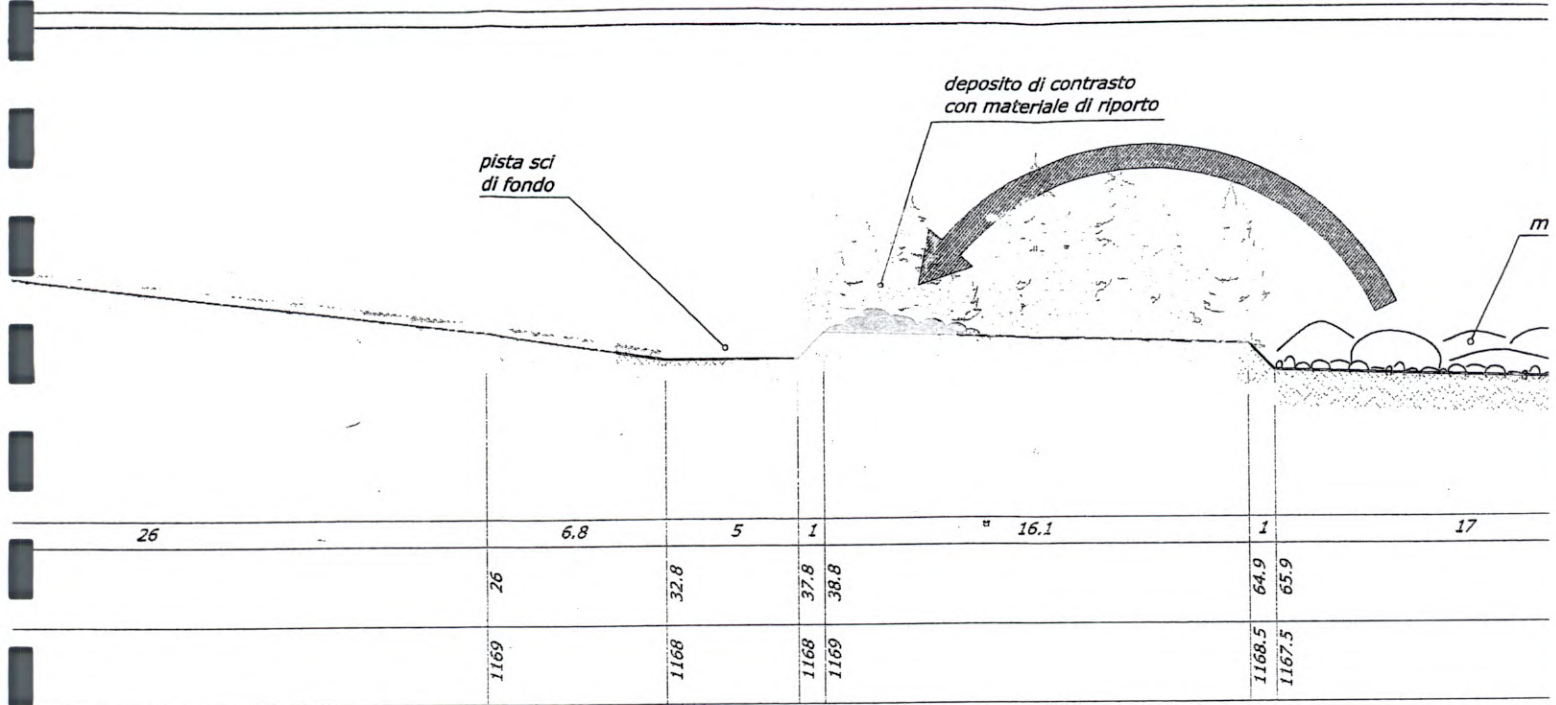 deposito di contrasto
con materiale di riporto
pista sci
di fondo
m
26 6.8 5 1 16.1 1 17
26 32.8 37.8 38.8 64.9 65.9
1169 1168 1168 1169 1168.5 1167.5